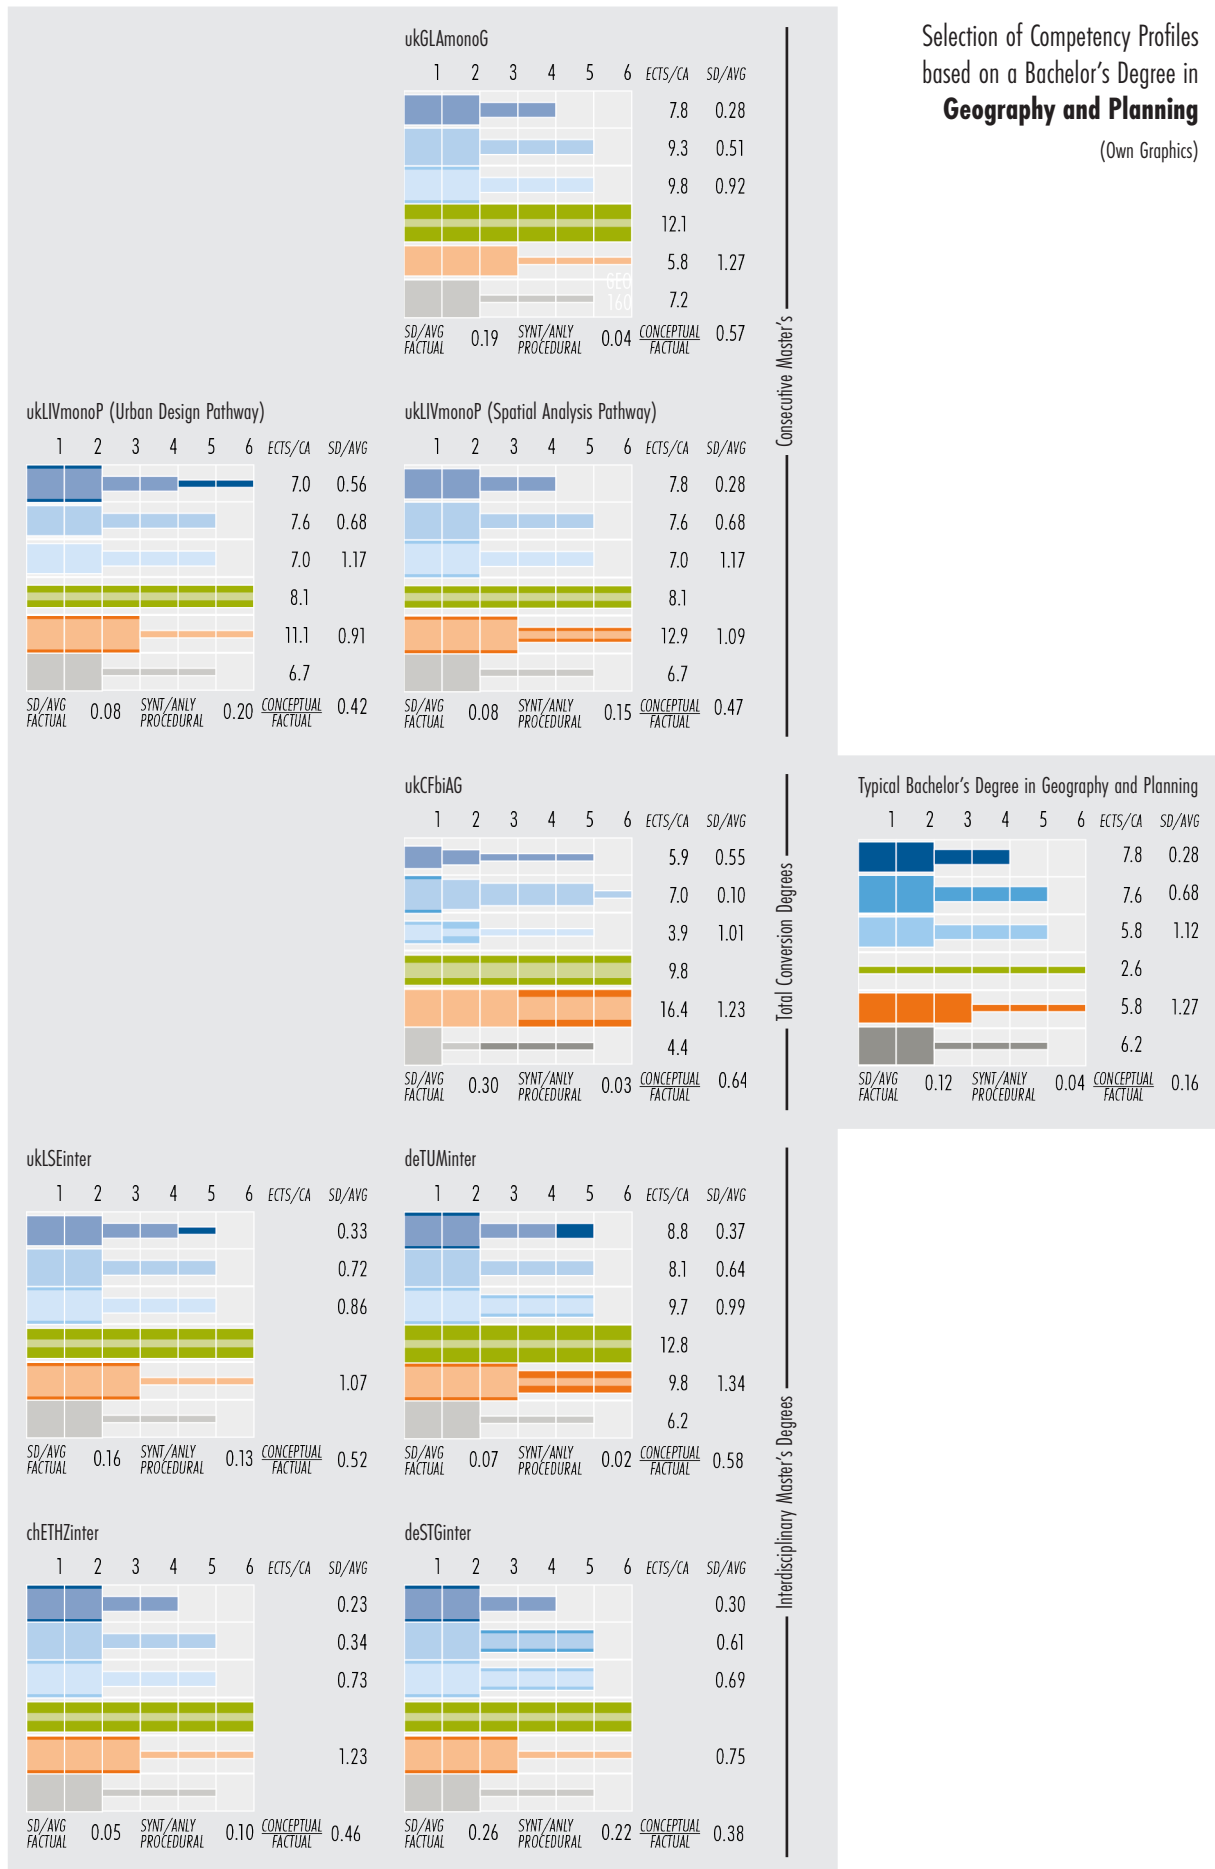 Selection of Competency Profiles
based on a Bachelor's Degree in
Geography and Planning
(Own Graphics)
ukGLAmonoG
1 2 3 4 5 6 ECTS/CA SD/AVG
7.8 0.28
9.3 0.51
9.8 0.92
12.1
5.8 1.27
GEO
160
7.2
SD/AVG FACTUAL 0.19 SYNT/ANLY PROCEDURAL 0.04 CONCEPTUAL FACTUAL 0.57
Consecutive Master's
ukLIVmonoP (Urban Design Pathway)
1 2 3 4 5 6 ECTS/CA SD/AVG
7.0 0.56
7.6 0.68
7.0 1.17
8.1
11.1 0.91
6.7
SD/AVG FACTUAL 0.08 SYNT/ANLY PROCEDURAL 0.20 CONCEPTUAL FACTUAL 0.42
ukLIVmonoP (Spatial Analysis Pathway)
1 2 3 4 5 6 ECTS/CA SD/AVG
7.8 0.28
7.6 0.68
7.0 1.17
8.1
12.9 1.09
6.7
SD/AVG FACTUAL 0.08 SYNT/ANLY PROCEDURAL 0.15 CONCEPTUAL FACTUAL 0.47
ukCFbiAG
1 2 3 4 5 6 ECTS/CA SD/AVG
5.9 0.55
7.0 0.10
3.9 1.01
9.8
16.4 1.23
4.4
SD/AVG FACTUAL 0.30 SYNT/ANLY PROCEDURAL 0.03 CONCEPTUAL FACTUAL 0.64
Total Conversion Degrees
Typical Bachelor's Degree in Geography and Planning
1 2 3 4 5 6 ECTS/CA SD/AVG
7.8 0.28
7.6 0.68
5.8 1.12
2.6
5.8 1.27
6.2
SD/AVG FACTUAL 0.12 SYNT/ANLY PROCEDURAL 0.04 CONCEPTUAL FACTUAL 0.16
ukLSEinter
1 2 3 4 5 6 ECTS/CA SD/AVG
0.33
0.72
0.86
1.07
SD/AVG FACTUAL 0.16 SYNT/ANLY PROCEDURAL 0.13 CONCEPTUAL FACTUAL 0.52
deTUMinter
1 2 3 4 5 6 ECTS/CA SD/AVG
8.8 0.37
8.1 0.64
9.7 0.99
12.8
9.8 1.34
6.2
SD/AVG FACTUAL 0.07 SYNT/ANLY PROCEDURAL 0.02 CONCEPTUAL FACTUAL 0.58
Interdisciplinary Master's Degrees
chETHZinter
1 2 3 4 5 6 ECTS/CA SD/AVG
0.23
0.34
0.73
1.23
SD/AVG FACTUAL 0.05 SYNT/ANLY PROCEDURAL 0.10 CONCEPTUAL FACTUAL 0.46
deSTGinter
1 2 3 4 5 6 ECTS/CA SD/AVG
0.30
0.61
0.69
0.75
SD/AVG FACTUAL 0.26 SYNT/ANLY PROCEDURAL 0.22 CONCEPTUAL FACTUAL 0.38